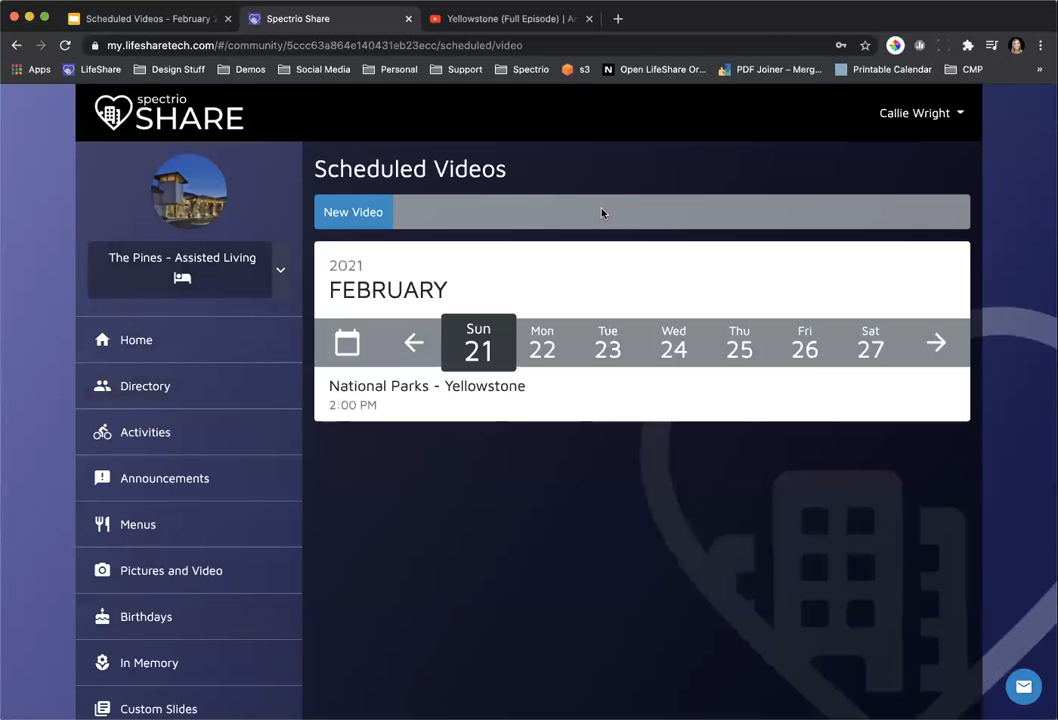 Scheduled Videos - February
Spectrio Share
Yellowstone (Full Episode) | A
my.lifesharetech.com/#/community/5ccc63a864e140431eb23ecc/scheduled/video
Apps LifeShare Design Stuff Demos Social Media Personal Support Spectrio s3 Open LifeShare Or... PDF Joiner – Merg... Printable Calendar CMP »
spectrio
SHARE
Callie Wright
The Pines - Assisted Living
Home
Directory
Activities
Announcements
Menus
Pictures and Video
Birthdays
In Memory
Custom Slides
Scheduled Videos
New Video
2021
FEBRUARY
Sun Mon Tue Wed Thu Fri Sat
21 22 23 24 25 26 27
National Parks - Yellowstone
2:00 PM